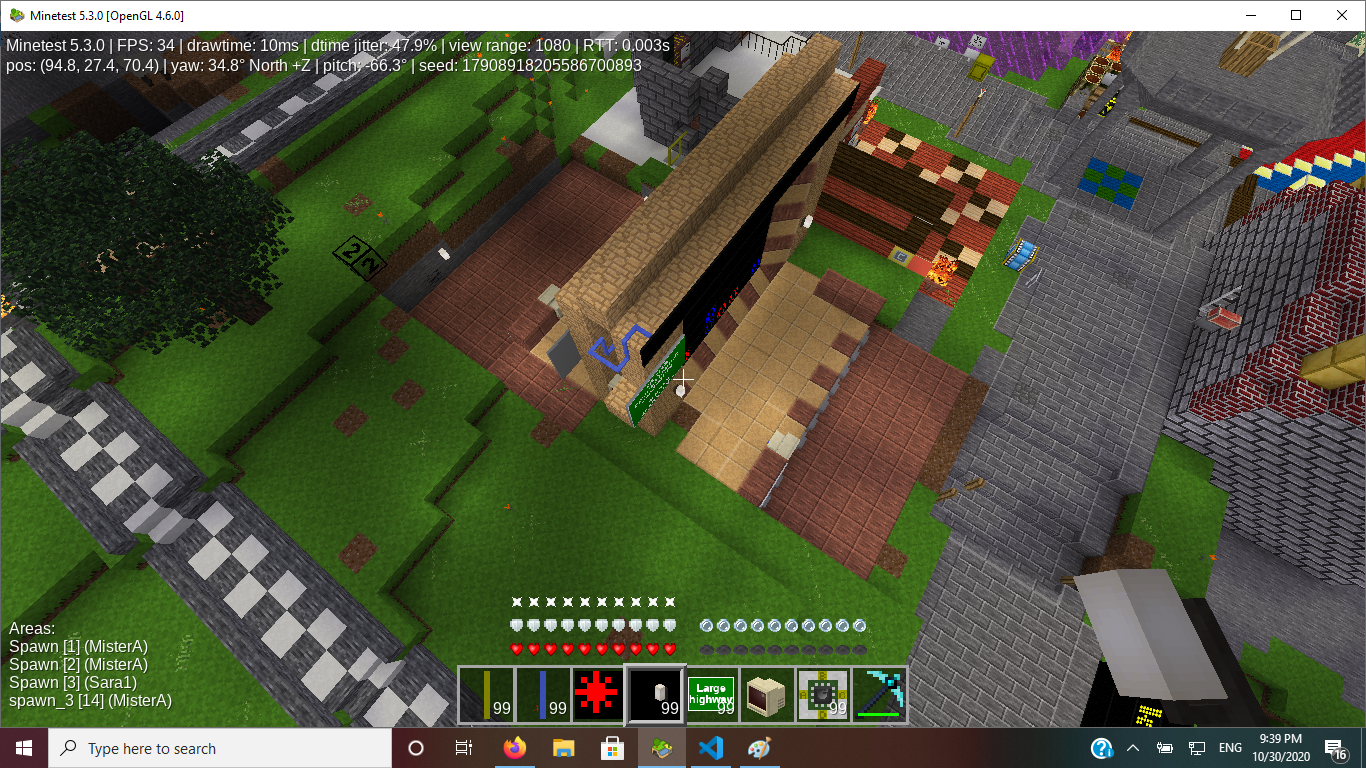 Minetest 5.3.0 [OpenGL 4.6.0]
Minetest 5.3.0 | FPS: 34 | drawtime: 10ms | dtime jitter: 47.9% | view range: 1080 | RTT: 0.003s
pos: (94.8, 27.4, 70.4) | yaw: 34.8° North +Z | pitch: -66.3° | seed: 17908918205586700893
2
2
Areas:
Spawn [1] (MisterA)
Spawn [2] (MisterA)
Spawn [3] (Sara1)
spawn_3 [14] (MisterA)
99
99
99
Large
highway
99
99
Type here to search
ENG
9:39 PM
10/30/2020
16